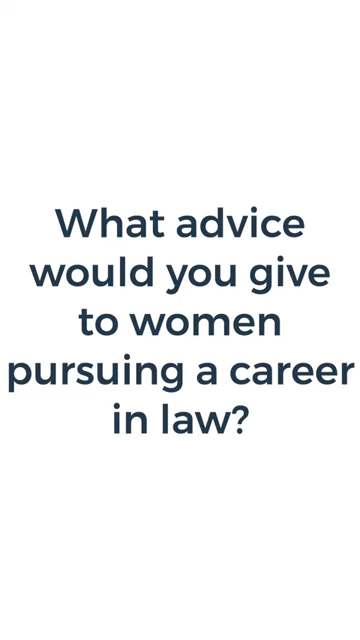 What advice
would you give
to women
pursuing a career
in law?